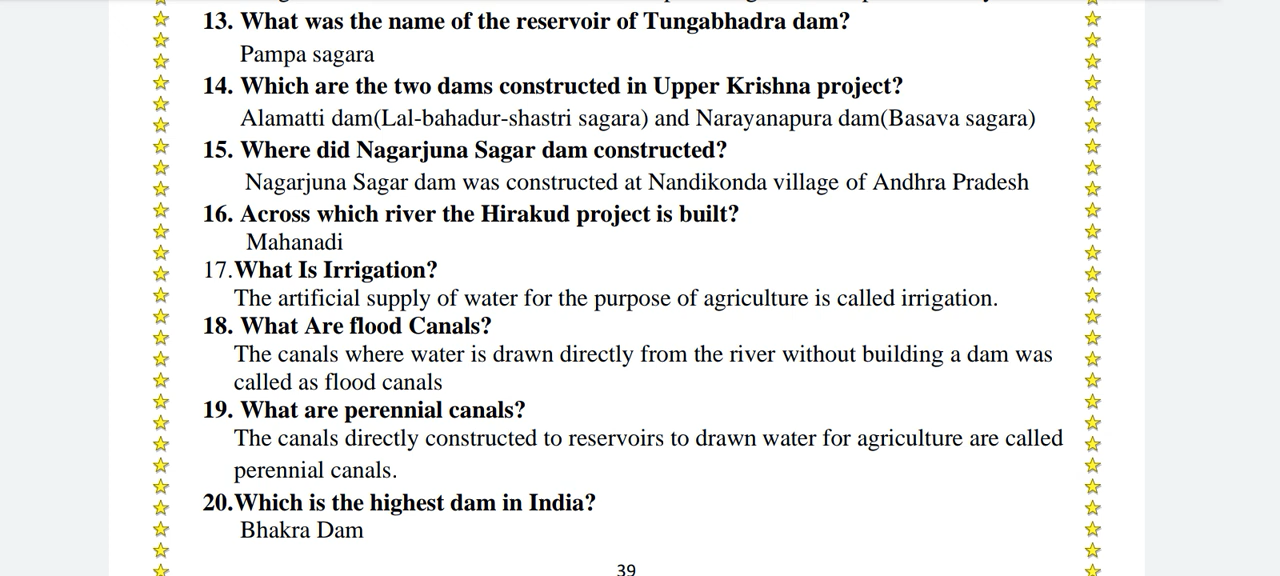 13. What was the name of the reservoir of Tungabhadra dam?
Pampa sagara
14. Which are the two dams constructed in Upper Krishna project?
Alamatti dam(Lal-bahadur-shastri sagara) and Narayanapura dam(Basava sagara)
15. Where did Nagarjuna Sagar dam constructed?
Nagarjuna Sagar dam was constructed at Nandikonda village of Andhra Pradesh
16. Across which river the Hirakud project is built?
Mahanadi
17.What Is Irrigation?
The artificial supply of water for the purpose of agriculture is called irrigation.
18. What Are flood Canals?
The canals where water is drawn directly from the river without building a dam was
called as flood canals
19. What are perennial canals?
The canals directly constructed to reservoirs to drawn water for agriculture are called
perennial canals.
20.Which is the highest dam in India?
Bhakra Dam
39